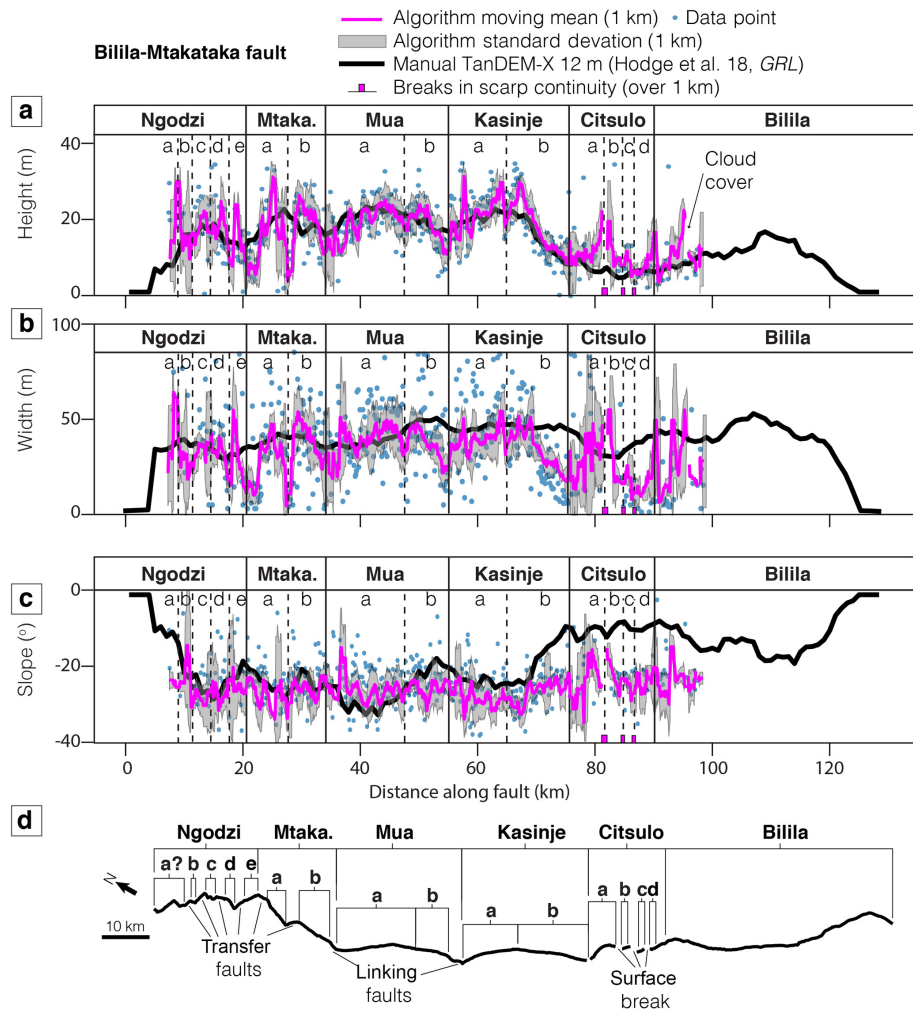 Algorithm moving mean (1 km) Data point
Algorithm standard devation (1 km)
Bilila-Mtakataka fault
Manual TanDEM-X 12 m (Hodge et al. 18, GRL)
Breaks in scarp continuity (over 1 km)
a
Ngodzi Mtaka. Mua Kasinje Citsulo Bilila
a b c d e a b a b a b a b c d
Cloud
cover
40
20
0
Height (m)
b
100
Ngodzi Mtaka. Mua Kasinje Citsulo Bilila
a b c d e a b a b a b a b c d
50
0
Width (m)
c
Ngodzi Mtaka. Mua Kasinje Citsulo Bilila
0
a b c d e a b a b a b a b c d
-20
-40
Slope (º)
0 20 40 60 80 100 120
Distance along fault (km)
d
Ngodzi Mtaka. Mua Kasinje Citsulo Bilila
a? b c d e a b a b a b a b c d
N
10 km
Transfer
faults
Linking
faults
Surface
break